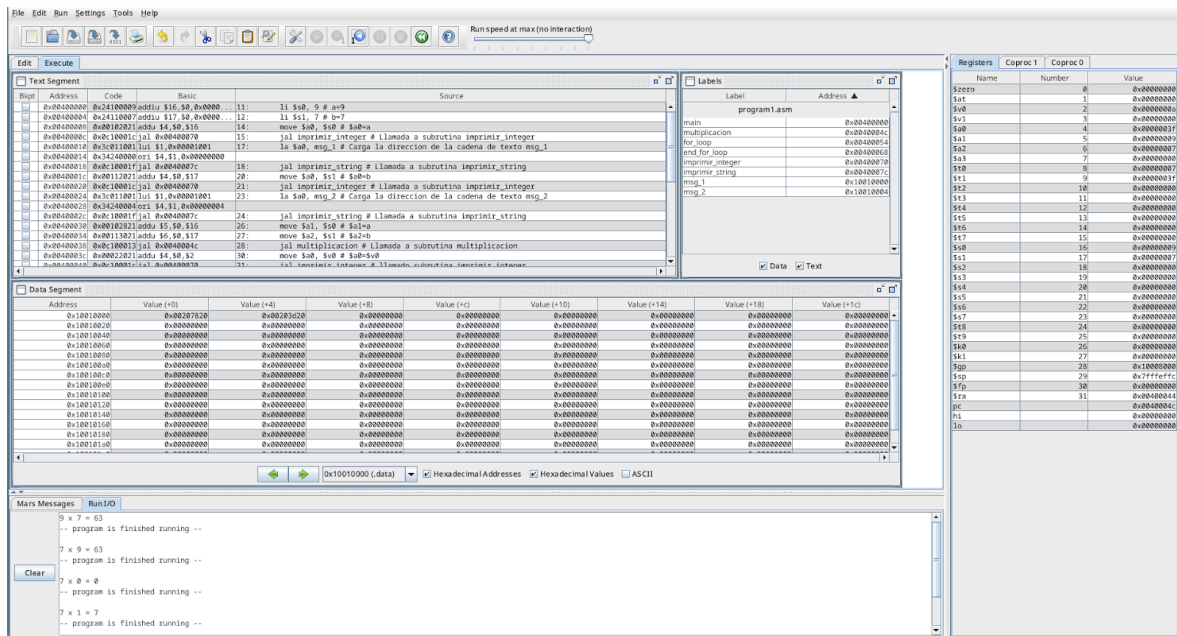 File Edit Run Settings Tools Help
Run speed at max (no interaction)
Edit Execute
Text Segment
Bkpt Address Code Basic Source
0x00400000 0x24100009 addiu $16,$0,0x0000... 11: li $s0, 9 # a=9
0x00400004 0x24110007 addiu $17,$0,0x0000... 12: li $s1, 7 # b=7
0x00400008 0x00102021 addu $4,$0,$16 14: move $a0, $s0 # $a0=a
0x0040000c 0x0c10001c jal 0x00400070 15: jal imprimir_integer # Llamada a subrutina imprimir_integer
0x00400010 0x3c011001 lui $1,0x00001001 17: la $a0, msg_1 # Carga la direccion de la cadena de texto msg_1
0x00400014 0x34240000 ori $4,$1,0x00000000
0x00400018 0x0c10001f jal 0x0040007c 18: jal imprimir_string # Llamada a subrutina imprimir_string
0x0040001c 0x00112021 addu $4,$0,$17 20: move $a0, $s1 # $a0=b
0x00400020 0x0c10001c jal 0x00400070 21: jal imprimir_integer # Llamada a subrutina imprimir_integer
0x00400024 0x3c011001 lui $1,0x00001001 23: la $a0, msg_2 # Carga la direccion de la cadena de texto msg_2
0x00400028 0x34240004 ori $4,$1,0x00000004
0x0040002c 0x0c10001f jal 0x0040007c 24: jal imprimir_string # Llamada a subrutina imprimir_string
0x00400030 0x00102821 addu $5,$0,$16 26: move $a1, $s0 # $a1=a
0x00400034 0x00113021 addu $6,$0,$17 27: move $a2, $s1 # $a2=b
0x00400038 0x0c100013 jal 0x0040004c 28: jal multiplicacion # Llamada a subrutina multiplicacion
0x0040003c 0x00022021 addu $4,$0,$2 30: move $a0, $v0 # $a0=$v0
Labels
Label Address ▲
program1.asm
main 0x00400000
multiplicacion 0x0040004c
for_loop 0x00400054
end_for_loop 0x00400068
imprimir_integer 0x00400070
imprimir_string 0x0040007c
msg_1 0x10010000
msg_2 0x10010004
Data Text
Data Segment
Address Value (+0) Value (+4) Value (+8) Value (+c) Value (+10) Value (+14) Value (+18) Value (+1c)
0x10010000 0x00207820 0x00203d20 0x00000000 0x00000000 0x00000000 0x00000000 0x00000000 0x00000000
0x10010020 0x00000000 0x00000000 0x00000000 0x00000000 0x00000000 0x00000000 0x00000000 0x00000000
0x10010040 0x00000000 0x00000000 0x00000000 0x00000000 0x00000000 0x00000000 0x00000000 0x00000000
0x10010060 0x00000000 0x00000000 0x00000000 0x00000000 0x00000000 0x00000000 0x00000000 0x00000000
0x10010080 0x00000000 0x00000000 0x00000000 0x00000000 0x00000000 0x00000000 0x00000000 0x00000000
0x100100a0 0x00000000 0x00000000 0x00000000 0x00000000 0x00000000 0x00000000 0x00000000 0x00000000
0x100100c0 0x00000000 0x00000000 0x00000000 0x00000000 0x00000000 0x00000000 0x00000000 0x00000000
0x100100e0 0x00000000 0x00000000 0x00000000 0x00000000 0x00000000 0x00000000 0x00000000 0x00000000
0x10010100 0x00000000 0x00000000 0x00000000 0x00000000 0x00000000 0x00000000 0x00000000 0x00000000
0x10010120 0x00000000 0x00000000 0x00000000 0x00000000 0x00000000 0x00000000 0x00000000 0x00000000
0x10010140 0x00000000 0x00000000 0x00000000 0x00000000 0x00000000 0x00000000 0x00000000 0x00000000
0x10010160 0x00000000 0x00000000 0x00000000 0x00000000 0x00000000 0x00000000 0x00000000 0x00000000
0x10010180 0x00000000 0x00000000 0x00000000 0x00000000 0x00000000 0x00000000 0x00000000 0x00000000
0x100101a0 0x00000000 0x00000000 0x00000000 0x00000000 0x00000000 0x00000000 0x00000000 0x00000000
0x10010000 (.data) Hexadecimal Addresses Hexadecimal Values ASCII
Mars Messages Run I/O
Clear
9 x 7 = 63
-- program is finished running --
7 x 9 = 63
-- program is finished running --
7 x 0 = 0
-- program is finished running --
7 x 1 = 7
-- program is finished running --
Registers Coproc 1 Coproc 0
Name Number Value
$zero 0 0x00000000
$at 1 0x00000000
$v0 2 0x0000000a
$v1 3 0x00000000
$a0 4 0x0000003f
$a1 5 0x00000009
$a2 6 0x00000007
$a3 7 0x00000000
$t0 8 0x00000007
$t1 9 0x0000003f
$t2 10 0x00000000
$t3 11 0x00000000
$t4 12 0x00000000
$t5 13 0x00000000
$t6 14 0x00000000
$t7 15 0x00000000
$s0 16 0x00000009
$s1 17 0x00000007
$s2 18 0x00000000
$s3 19 0x00000000
$s4 20 0x00000000
$s5 21 0x00000000
$s6 22 0x00000000
$s7 23 0x00000000
$t8 24 0x00000000
$t9 25 0x00000000
$k0 26 0x00000000
$k1 27 0x00000000
$gp 28 0x10008000
$sp 29 0x7fffeffc
$fp 30 0x00000000
$ra 31 0x00400044
pc 0x0040004c
hi 0x00000000
lo 0x00000000